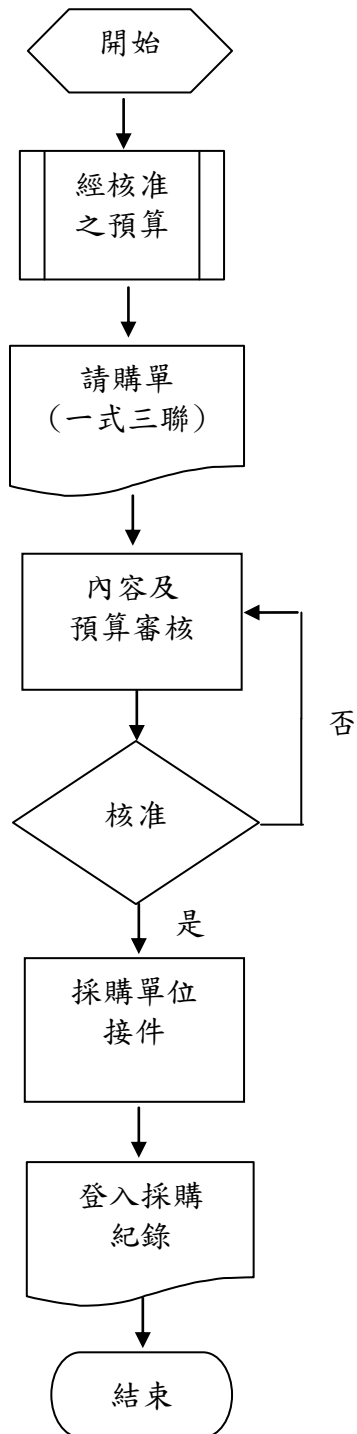 開始
經核准
之預算
請購單
（一式三聯）
內容及
預算審核
否
核准
是
採購單位
接件
登入採購
紀錄
結束